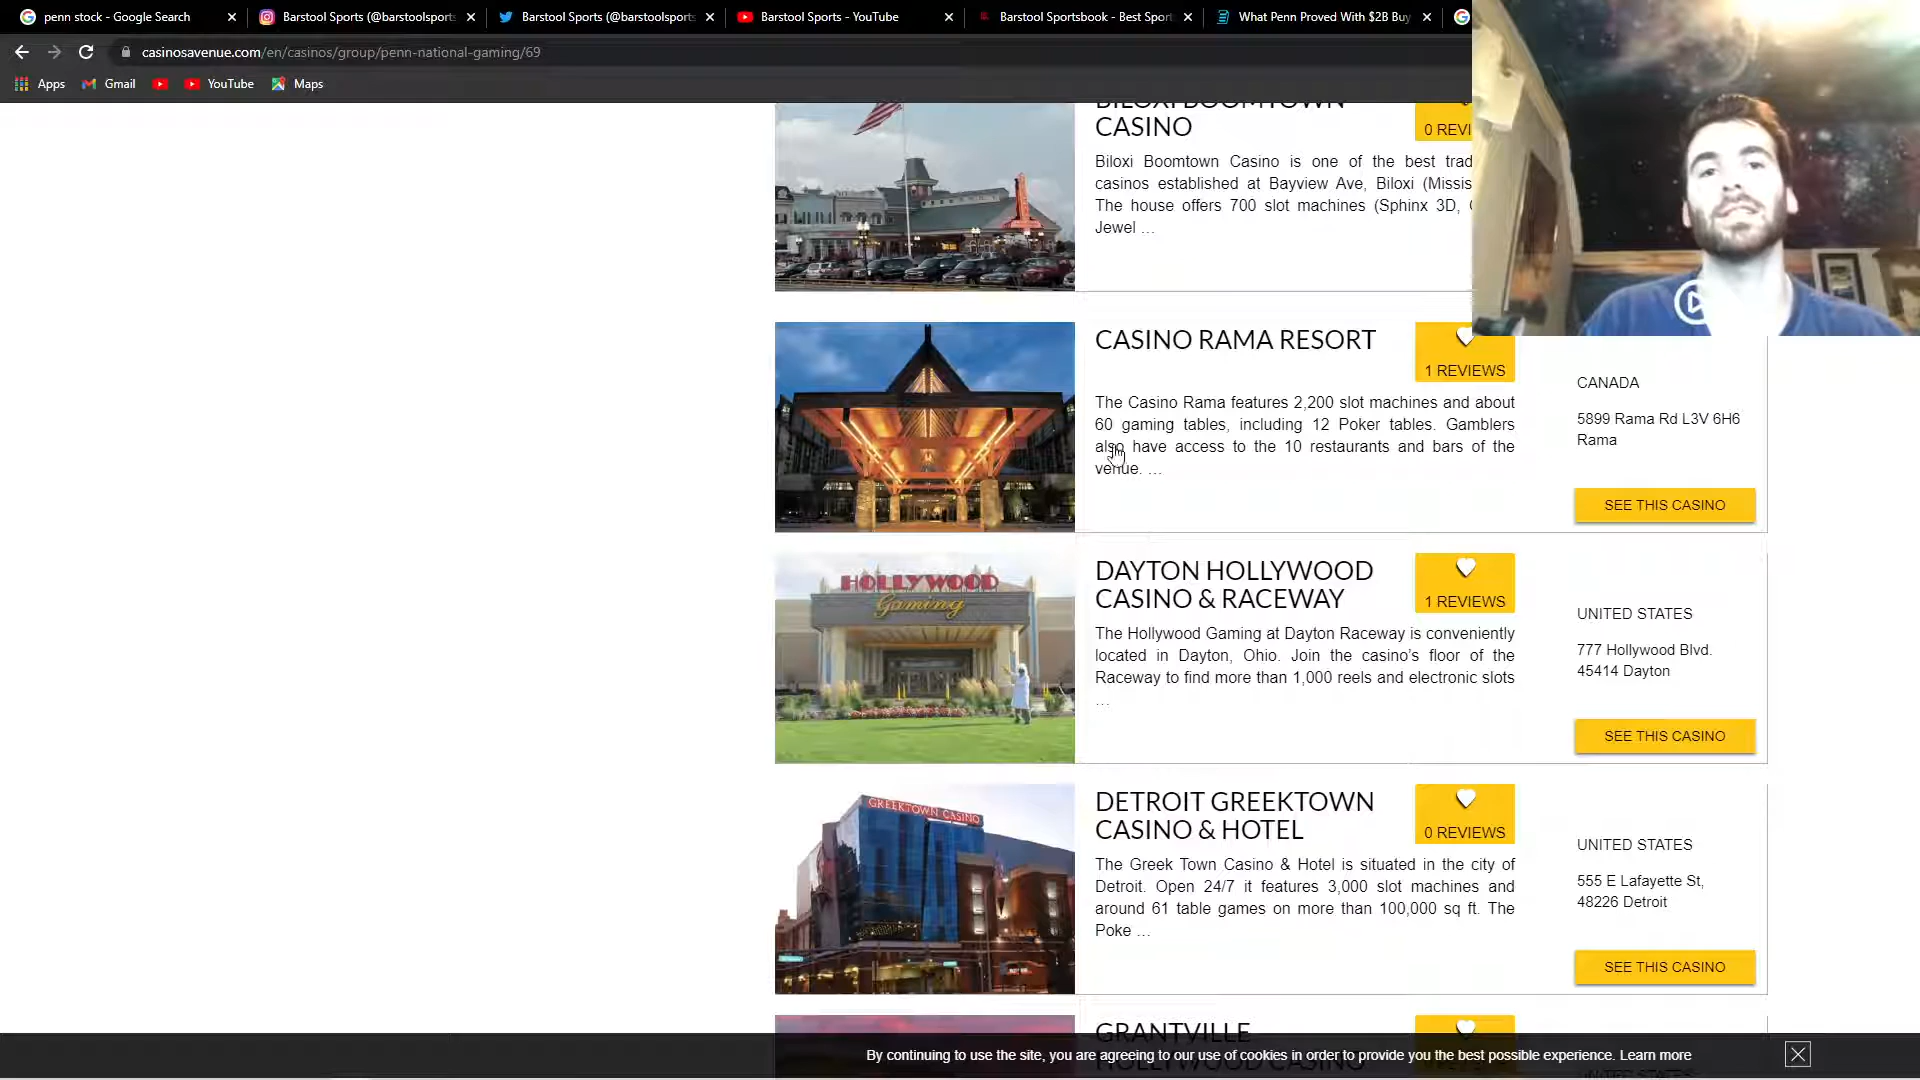 penn stock - Google Search
Barstool Sports (@barstoolsports
Barstool Sports (@barstoolsports
Barstool Sports - YouTube
Barstool Sportsbook - Best Sport
What Penn Proved With $2B Buy
casinosavenue.com/en/casinos/group/penn-national-gaming/69
Apps
Gmail
YouTube
Maps
BILOXI BOOMTOWN
CASINO
0 REVI
Biloxi Boomtown Casino is one of the best trad
casinos established at Bayview Ave, Biloxi (Missis
The house offers 700 slot machines (Sphinx 3D,
Jewel ...
CASINO RAMA RESORT
1 REVIEWS
The Casino Rama features 2,200 slot machines and about
60 gaming tables, including 12 Poker tables. Gamblers
also have access to the 10 restaurants and bars of the
venue. ...
CANADA
5899 Rama Rd L3V 6H6
Rama
SEE THIS CASINO
HOLLYWOOD
Gaming
DAYTON HOLLYWOOD
CASINO & RACEWAY
1 REVIEWS
The Hollywood Gaming at Dayton Raceway is conveniently
located in Dayton, Ohio. Join the casino's floor of the
Raceway to find more than 1,000 reels and electronic slots
...
UNITED STATES
777 Hollywood Blvd.
45414 Dayton
SEE THIS CASINO
GREEKTOWN CASINO
DETROIT GREEKTOWN
CASINO & HOTEL
0 REVIEWS
The Greek Town Casino & Hotel is situated in the city of
Detroit. Open 24/7 it features 3,000 slot machines and
around 61 table games on more than 100,000 sq ft. The
Poke ...
UNITED STATES
555 E Lafayette St,
48226 Detroit
SEE THIS CASINO
GRANTVILLE
HOLLYWOOD CASINO
UNITED STATES
By continuing to use the site, you are agreeing to our use of cookies in order to provide you the best possible experience. Learn more